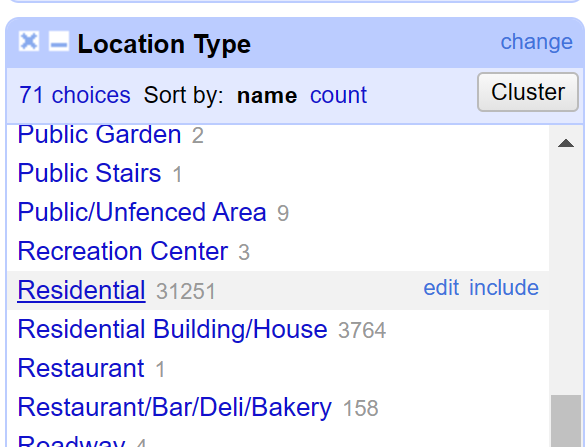 Location Type change
71 choices Sort by: name count Cluster
Public Garden 2
Public Stairs 1
Public/Unfenced Area 9
Recreation Center 3
Residential 31251 edit include
Residential Building/House 3764
Restaurant 1
Restaurant/Bar/Deli/Bakery 158
Roadway 4